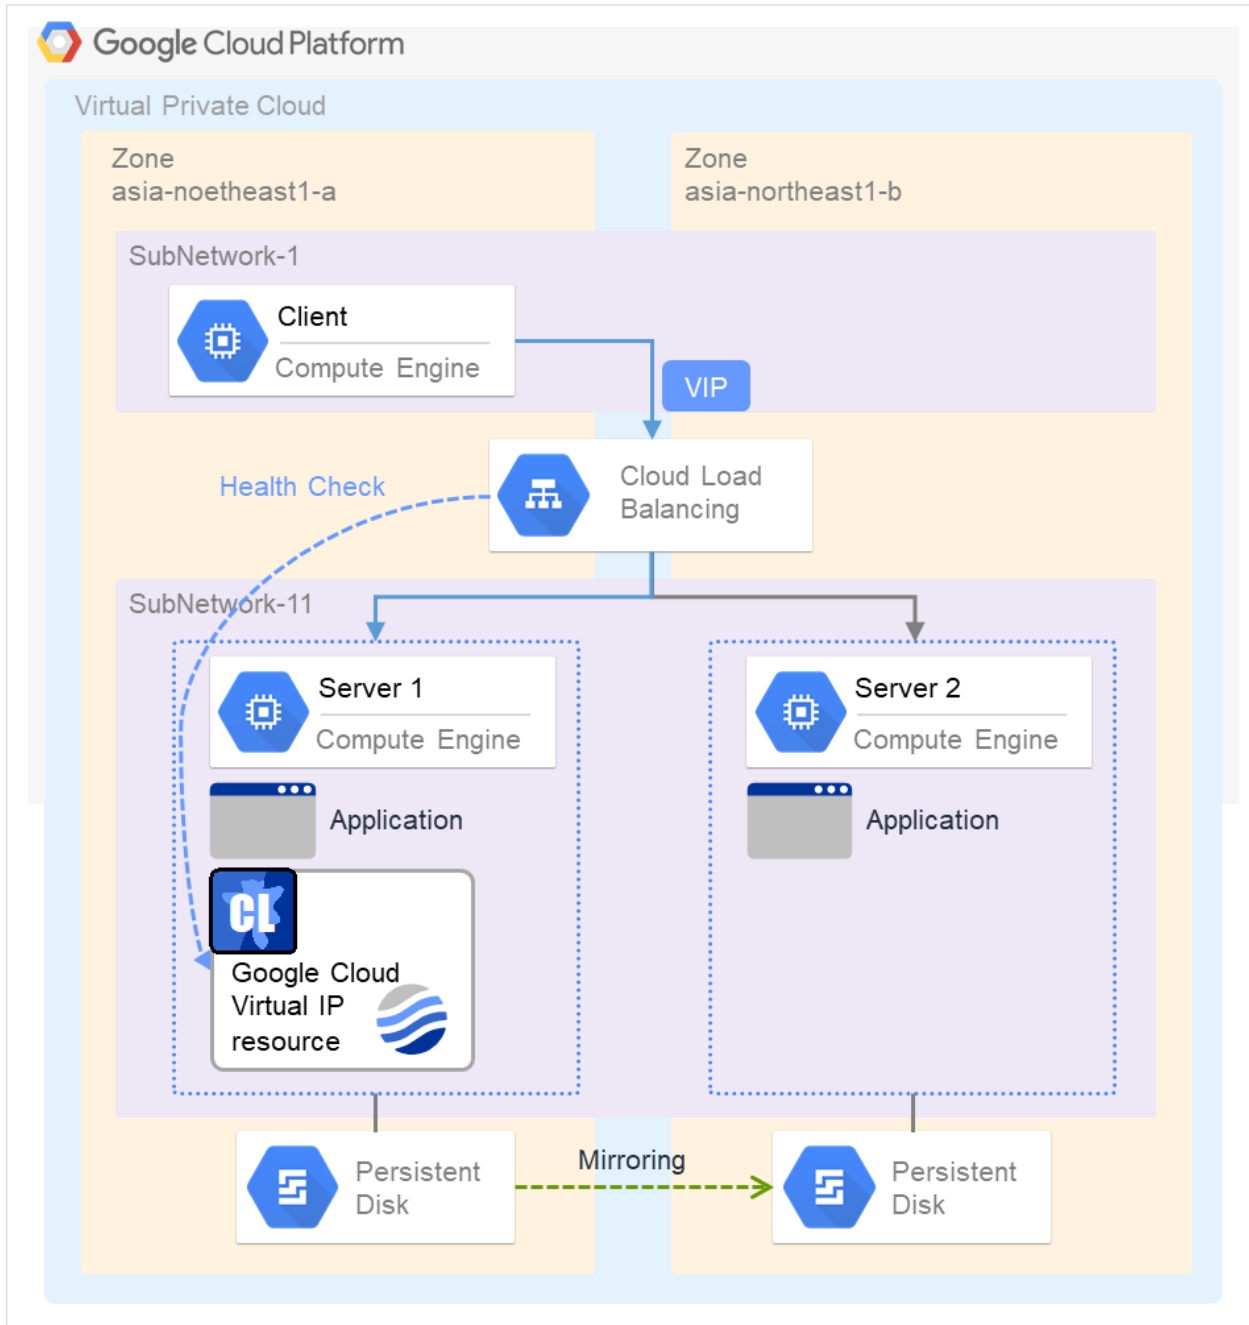 Google Cloud Platform
Virtual Private Cloud
Zone
asia-noetheast1-a
Zone
asia-northeast1-b
SubNetwork-1
Client
Compute Engine
VIP
Cloud Load
Balancing
Health Check
SubNetwork-11
Server 1
Compute Engine
Server 2
Compute Engine
Application
Application
CL
Google Cloud
Virtual IP
resource
Persistent
Disk
Mirroring
Persistent
Disk